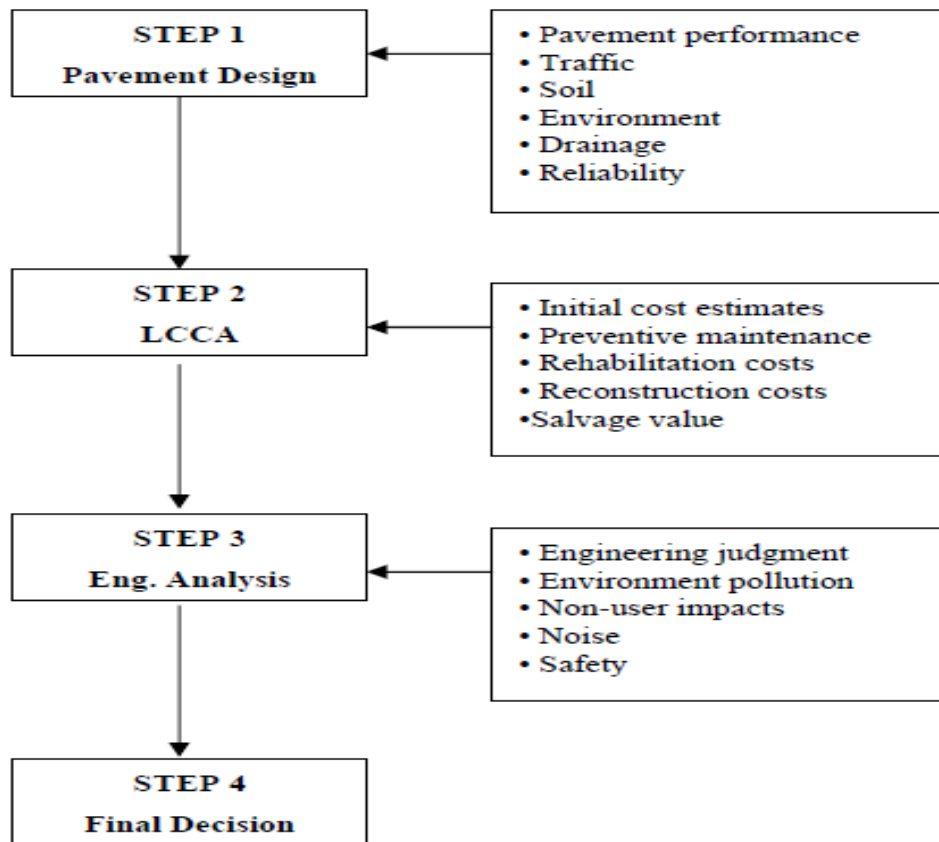 STEP 1
Pavement Design
• Pavement performance
• Traffic
• Soil
• Environment
• Drainage
• Reliability
STEP 2
LCCA
• Initial cost estimates
• Preventive maintenance
• Rehabilitation costs
• Reconstruction costs
•Salvage value
STEP 3
Eng. Analysis
• Engineering judgment
• Environment pollution
• Non-user impacts
• Noise
• Safety
STEP 4
Final Decision